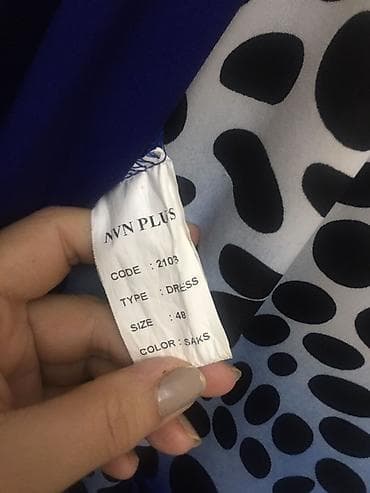 NVN PLUS
CODE : 2103
TYPE : DRESS
SIZE : 48
COLOR : SAKS